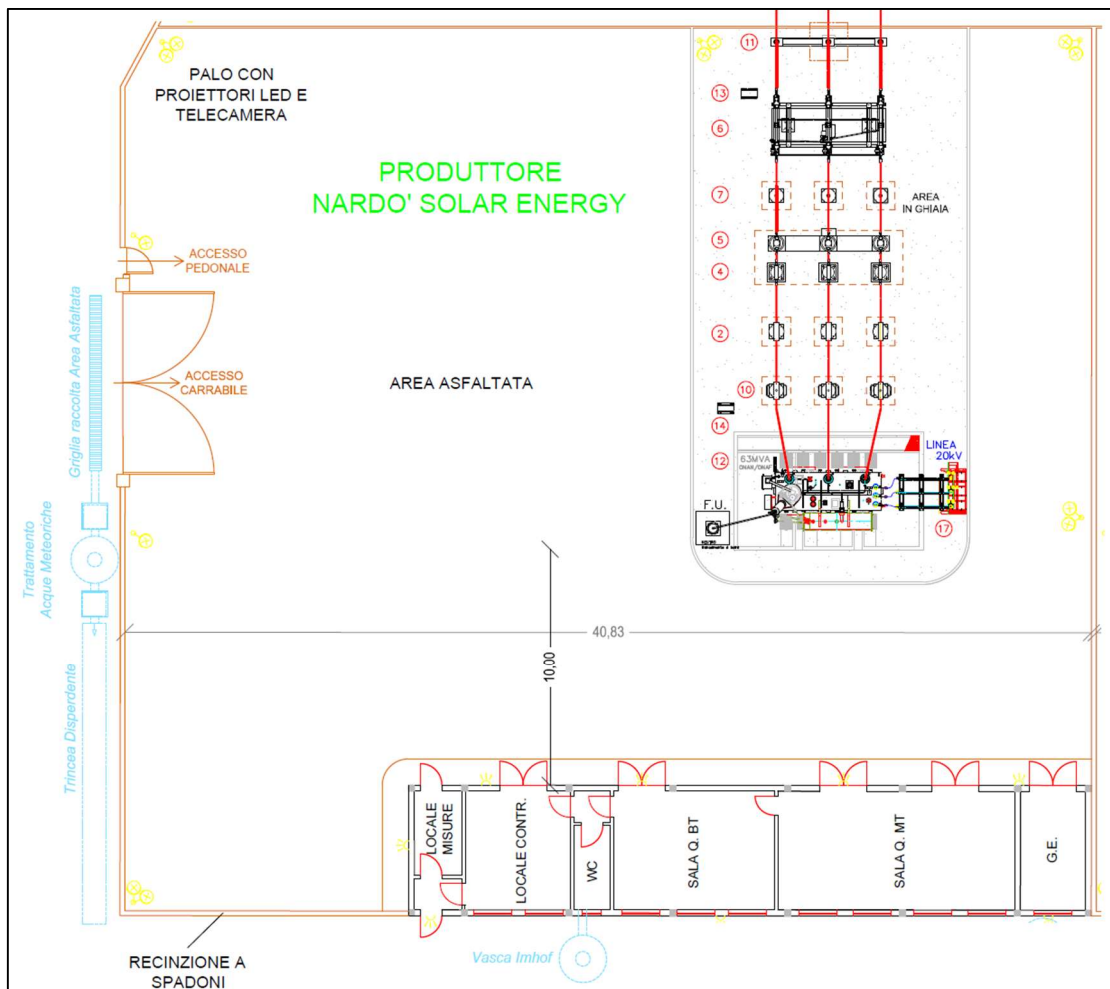 PALO CON
PROIETTORI LED E
TELECAMERA
PRODUTTORE
NARDO' SOLAR ENERGY
11
13
6
7
AREA
IN GHIAIA
5
4
2
10
14
12
ACCESSO
PEDONALE
ACCESSO
CARRABILE
AREA ASFALTATA
Griglia raccolta Area Asfaltata
63MVA
ONAN/ONAF
LINEA
20kV
F.U.
17
Trattamento
Acque Meteoriche
40,83
10,00
Trincea Disperdente
LOCALE
MISURE
LOCALE CONTR.
WC
SALA Q. BT
SALA Q. MT
G.E.
Vasca Imhof
RECINZIONE A
SPADONI